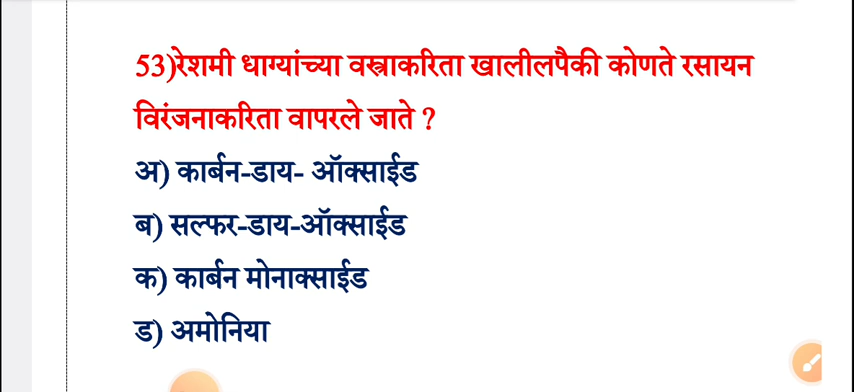 53)रेशमी धाग्यांच्या वस्त्राकरिता खालीलपैकी कोणते रसायन
विरंजनाकरिता वापरले जाते ?
अ) कार्बन-डाय- ऑक्साईड
ब) सल्फर-डाय-ऑक्साईड
क) कार्बन मोनाक्साईड
ड) अमोनिया